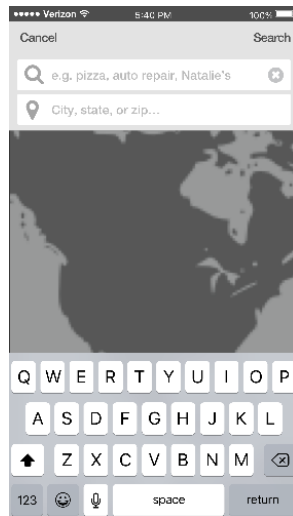 Verizon 5:40 PM 100%
Cancel Search
e.g. pizza, auto repair, Natalie's
City, state, or zip...
Q W E R T Y U I O P
A S D F G H J K L
Z X C V B N M
123 space return